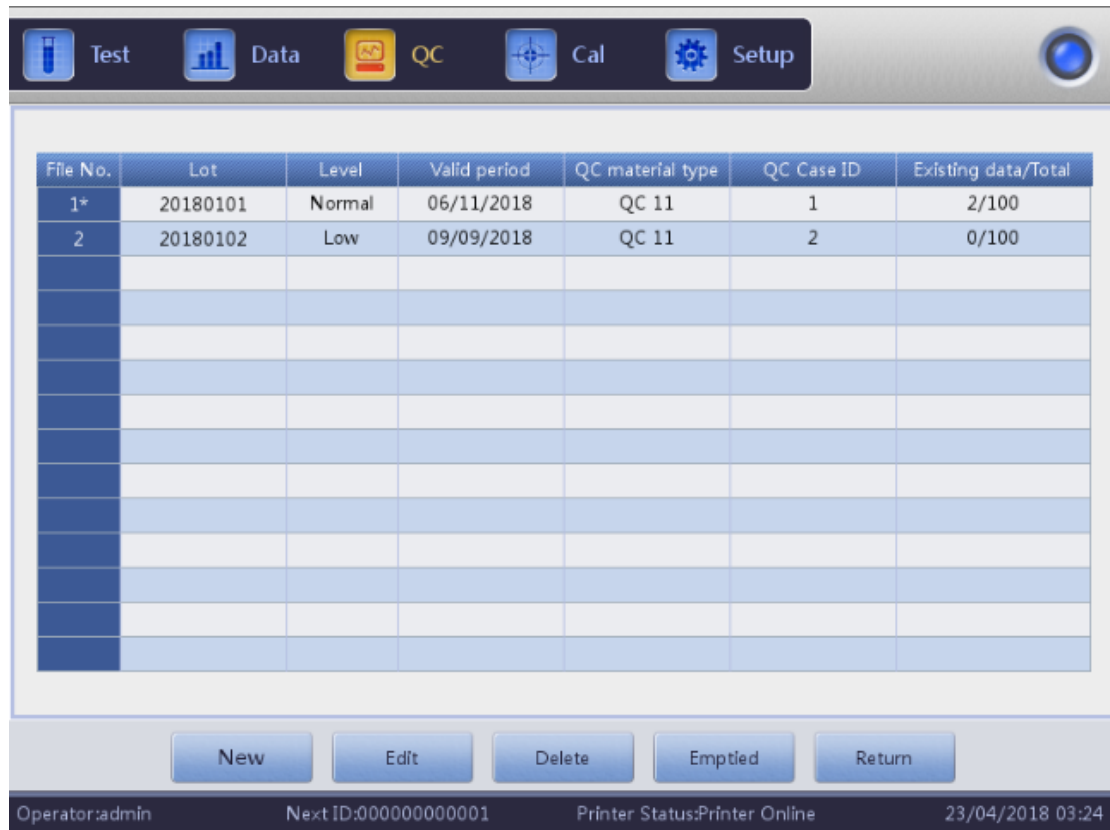 Test Data QC Cal Setup
File No. Lot Level Valid period QC material type QC Case ID Existing data/Total
1* 20180101 Normal 06/11/2018 QC 11 1 2/100
2 20180102 Low 09/09/2018 QC 11 2 0/100
New Edit Delete Emptied Return
Operator:admin Next ID:000000000001 Printer Status:Printer Online 23/04/2018 03:24